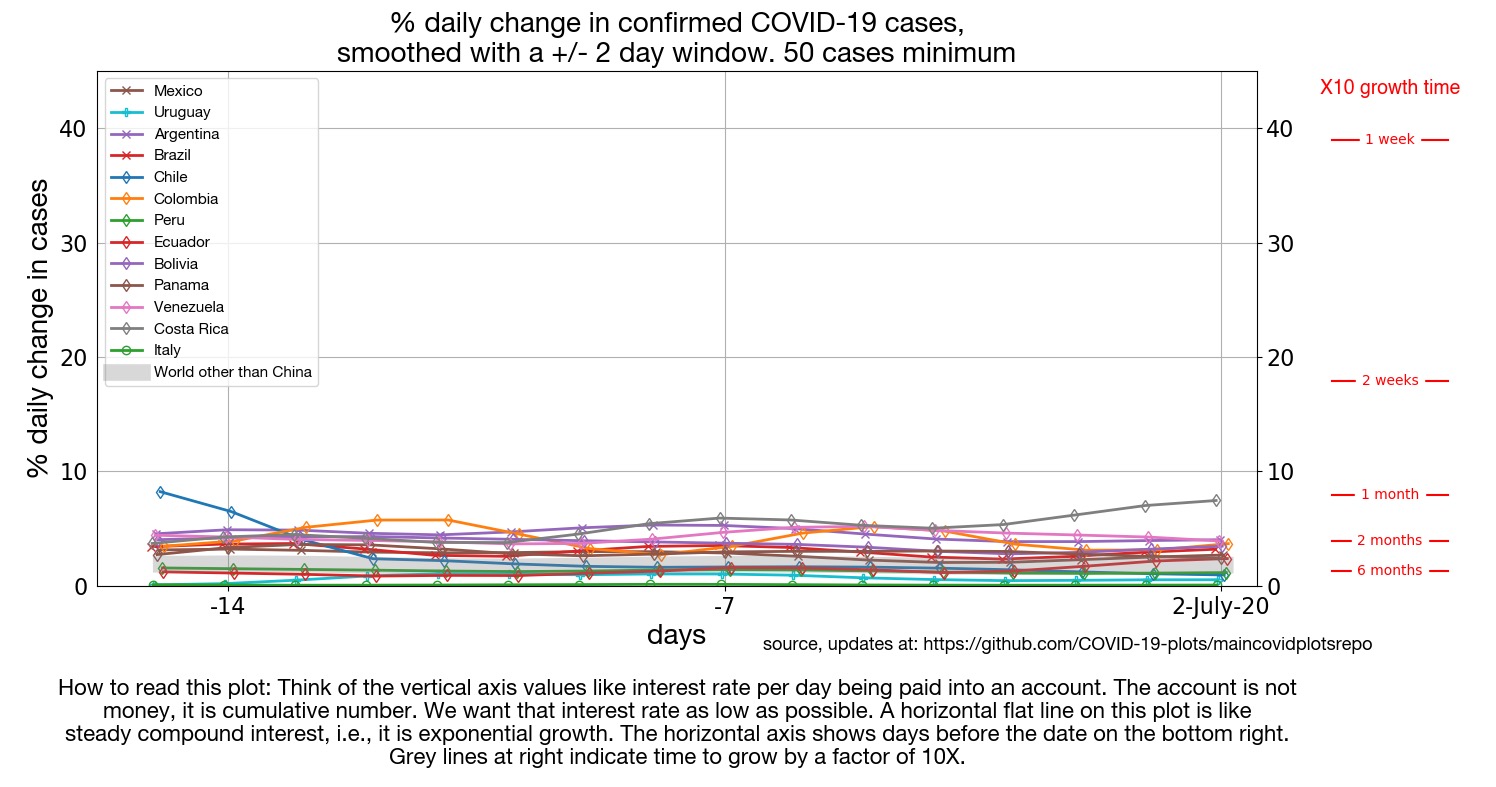 % daily change in confirmed COVID-19 cases,
smoothed with a +/- 2 day window. 50 cases minimum
% daily change in cases
40
30
20
10
0
Mexico
Uruguay
Argentina
Brazil
Chile
Colombia
Peru
Ecuador
Bolivia
Panama
Venezuela
Costa Rica
Italy
World other than China
40
30
20
10
0
X10 growth time
1 week
2 weeks
1 month
2 months
6 months
-14
-7
2-July-20
days
source, updates at: https://github.com/COVID-19-plots/maincovidplotsrepo
How to read this plot: Think of the vertical axis values like interest rate per day being paid into an account. The account is not
money, it is cumulative number. We want that interest rate as low as possible. A horizontal flat line on this plot is like
steady compound interest, i.e., it is exponential growth. The horizontal axis shows days before the date on the bottom right.
Grey lines at right indicate time to grow by a factor of 10X.